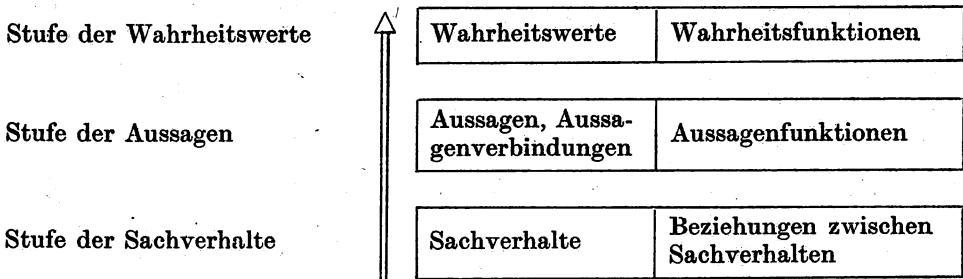 Stufe der Wahrheitswerte
Wahrheitswerte
Wahrheitsfunktionen
Stufe der Aussagen
Aussagen, Aussa-
genverbindungen
Aussagenfunktionen
Stufe der Sachverhalte
Sachverhalte
Beziehungen zwischen
Sachverhalten